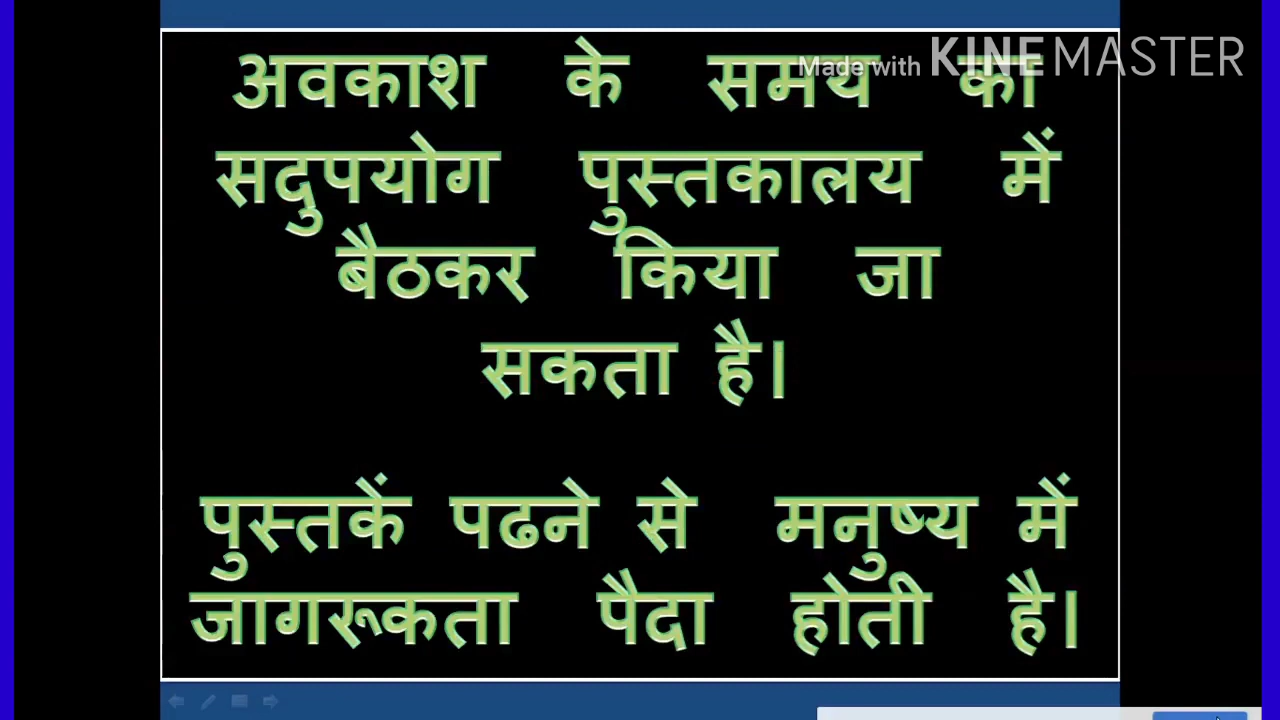 अवकाश के समय का
Made with KINEMASTER
सदुपयोग पुस्तकालय में
बैठकर किया जा
सकता है।
पुस्तकें पढने से मनुष्य में
जागरूकता पैदा होती है।